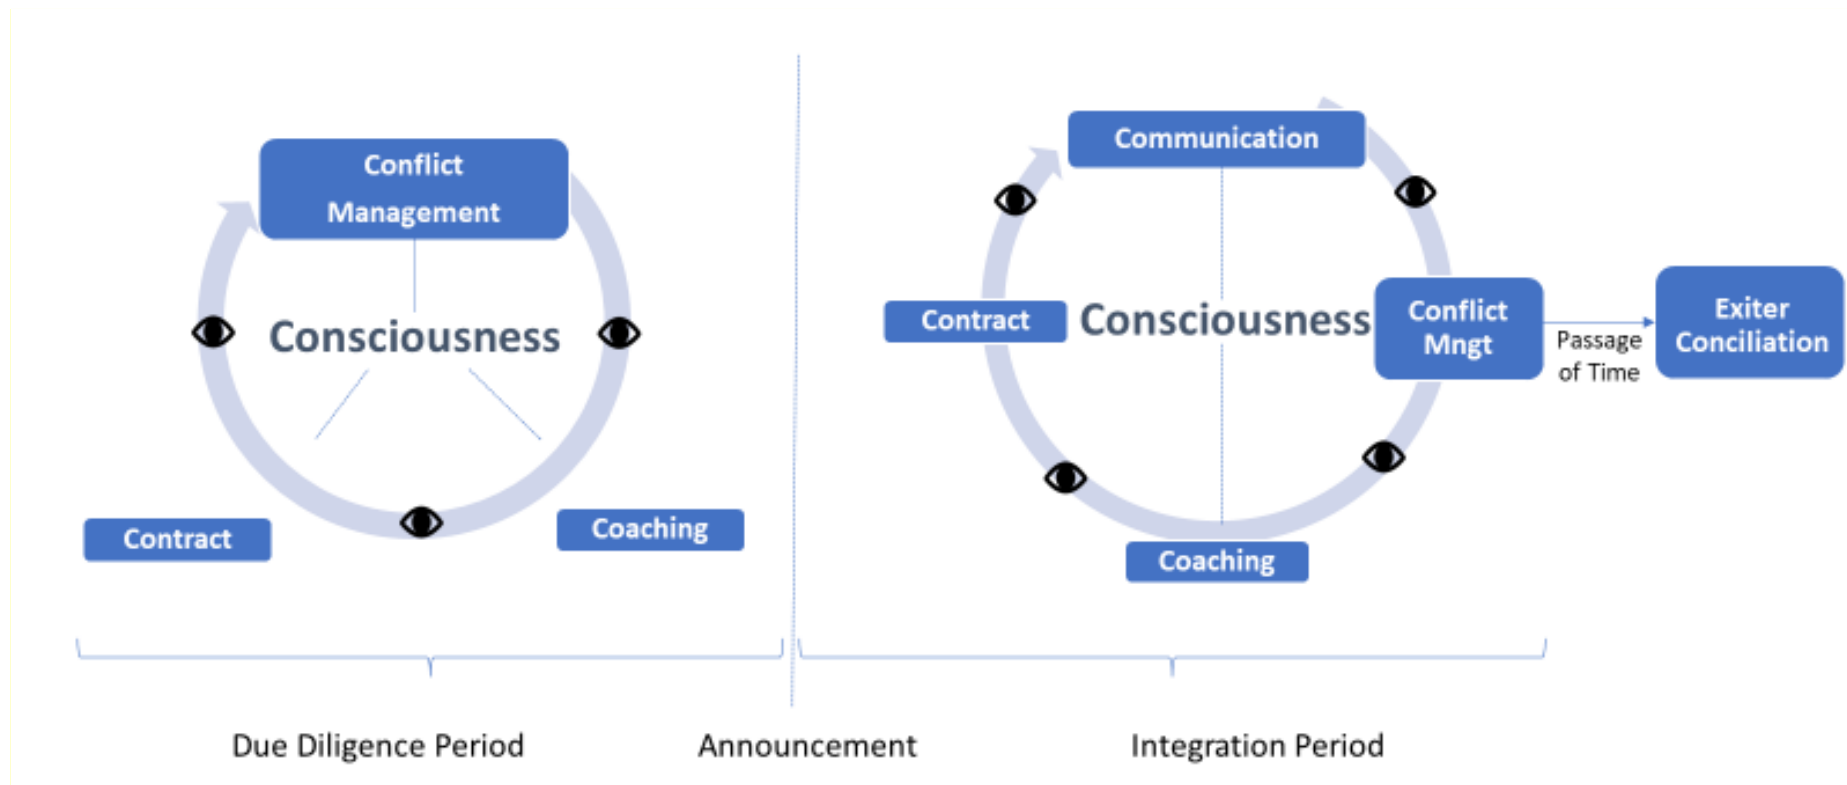 Conflict
Management
Consciousness
Contract
Coaching
Communication
Contract
Consciousness
Conflict
Mngt
Passage
of Time
Exiter
Conciliation
Coaching
Due Diligence Period
Announcement
Integration Period